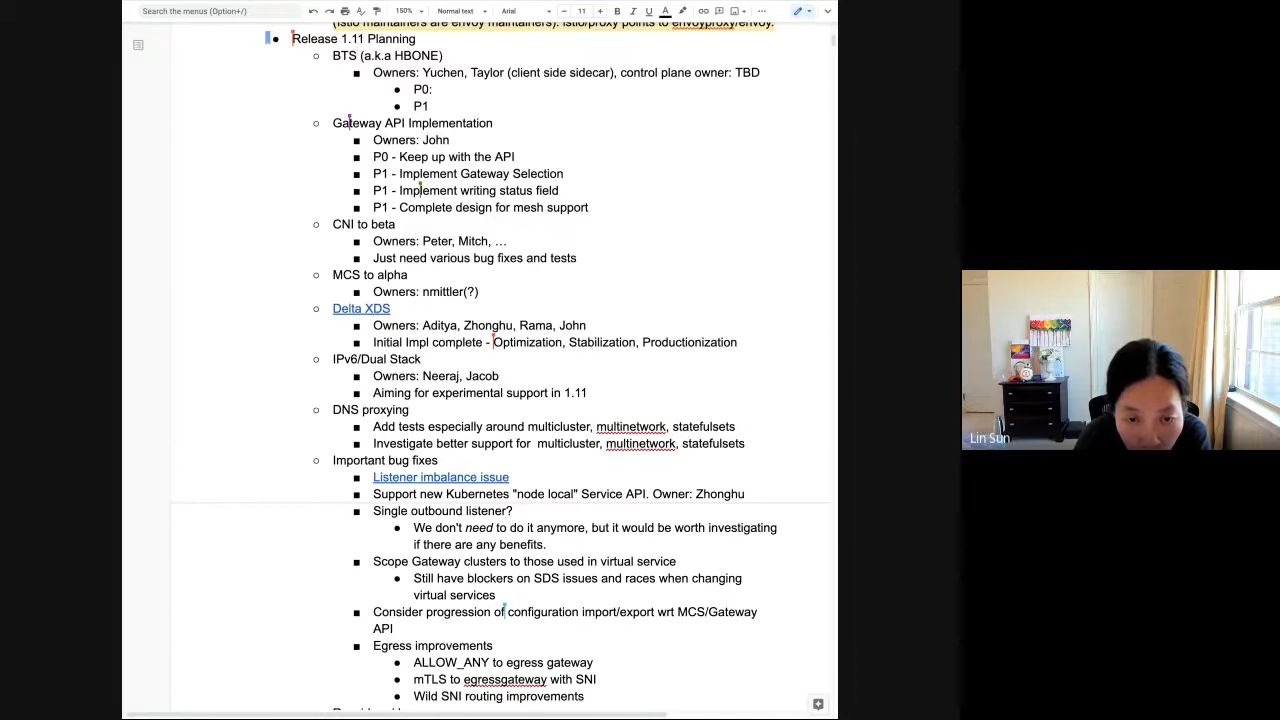 Search the menus (Option+/)
150%
Normal text
Arial
11
B I U A
(Istio maintainers are envoy maintainers). istio/proxy points to envoyproxy/envoy.
Release 1.11 Planning
BTS (a.k.a HBONE)
Owners: Yuchen, Taylor (client side sidecar), control plane owner: TBD
P0:
P1
Gateway API Implementation
Owners: John
P0 - Keep up with the API
P1 - Implement Gateway Selection
P1 - Implement writing status field
P1 - Complete design for mesh support
CNI to beta
Owners: Peter, Mitch, …
Just need various bug fixes and tests
MCS to alpha
Owners: nmittler(?)
Delta XDS
Owners: Aditya, Zhonghu, Rama, John
Initial Impl complete - Optimization, Stabilization, Productionization
IPv6/Dual Stack
Owners: Neeraj, Jacob
Aiming for experimental support in 1.11
DNS proxying
Add tests especially around multicluster, multinetwork, statefulsets
Investigate better support for  multicluster, multinetwork, statefulsets
Important bug fixes
Listener imbalance issue
Support new Kubernetes "node local" Service API. Owner: Zhonghu
Single outbound listener?
We don't need to do it anymore, but it would be worth investigating
if there are any benefits.
Scope Gateway clusters to those used in virtual service
Still have blockers on SDS issues and races when changing
virtual services
Consider progression of configuration import/export wrt MCS/Gateway
API
Egress improvements
ALLOW_ANY to egress gateway
mTLS to egressgateway with SNI
Wild SNI routing improvements
Lin Sun